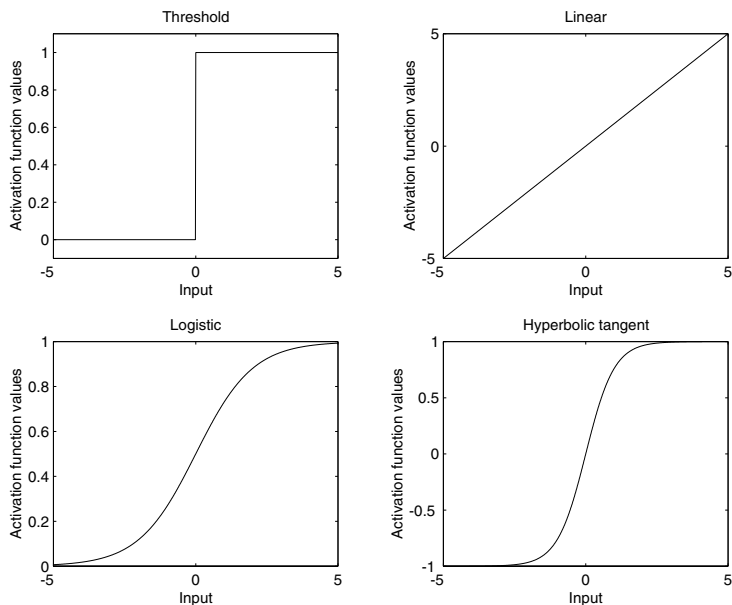 Threshold
Activation function values
1
0.8
0.6
0.4
0.2
0
-5
0
5
Input
Linear
Activation function values
5
0
-5
-5
0
5
Input
Logistic
Activation function values
1
0.8
0.6
0.4
0.2
0
-5
0
5
Input
Hyperbolic tangent
Activation function values
1
0.5
0
-0.5
-1
-5
0
5
Input